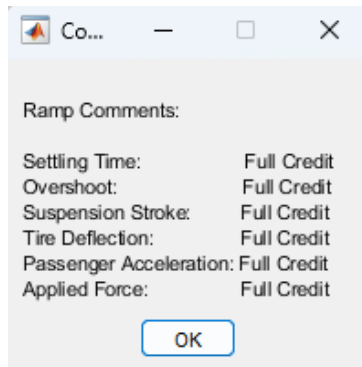 Co...
Ramp Comments:
Settling Time: Full Credit
Overshoot: Full Credit
Suspension Stroke: Full Credit
Tire Deflection: Full Credit
Passenger Acceleration: Full Credit
Applied Force: Full Credit
OK